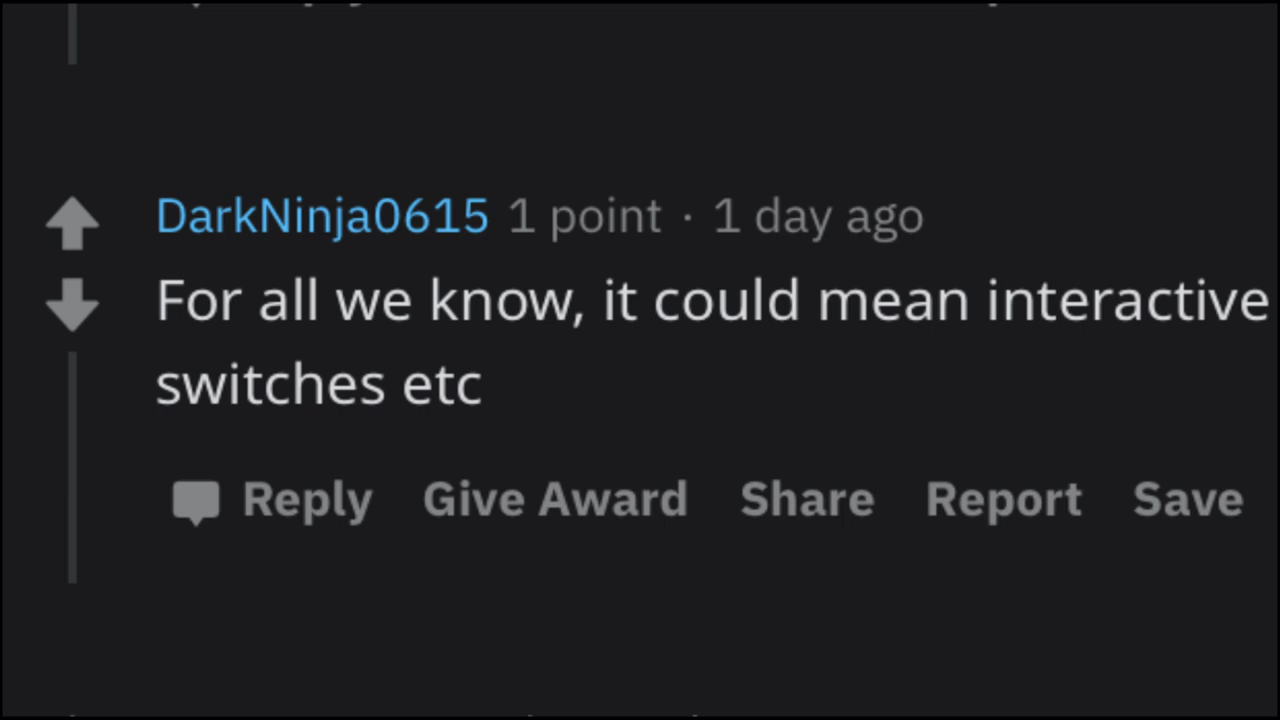 DarkNinja0615 1 point · 1 day ago
For all we know, it could mean interactive
switches etc
Reply Give Award Share Report Save